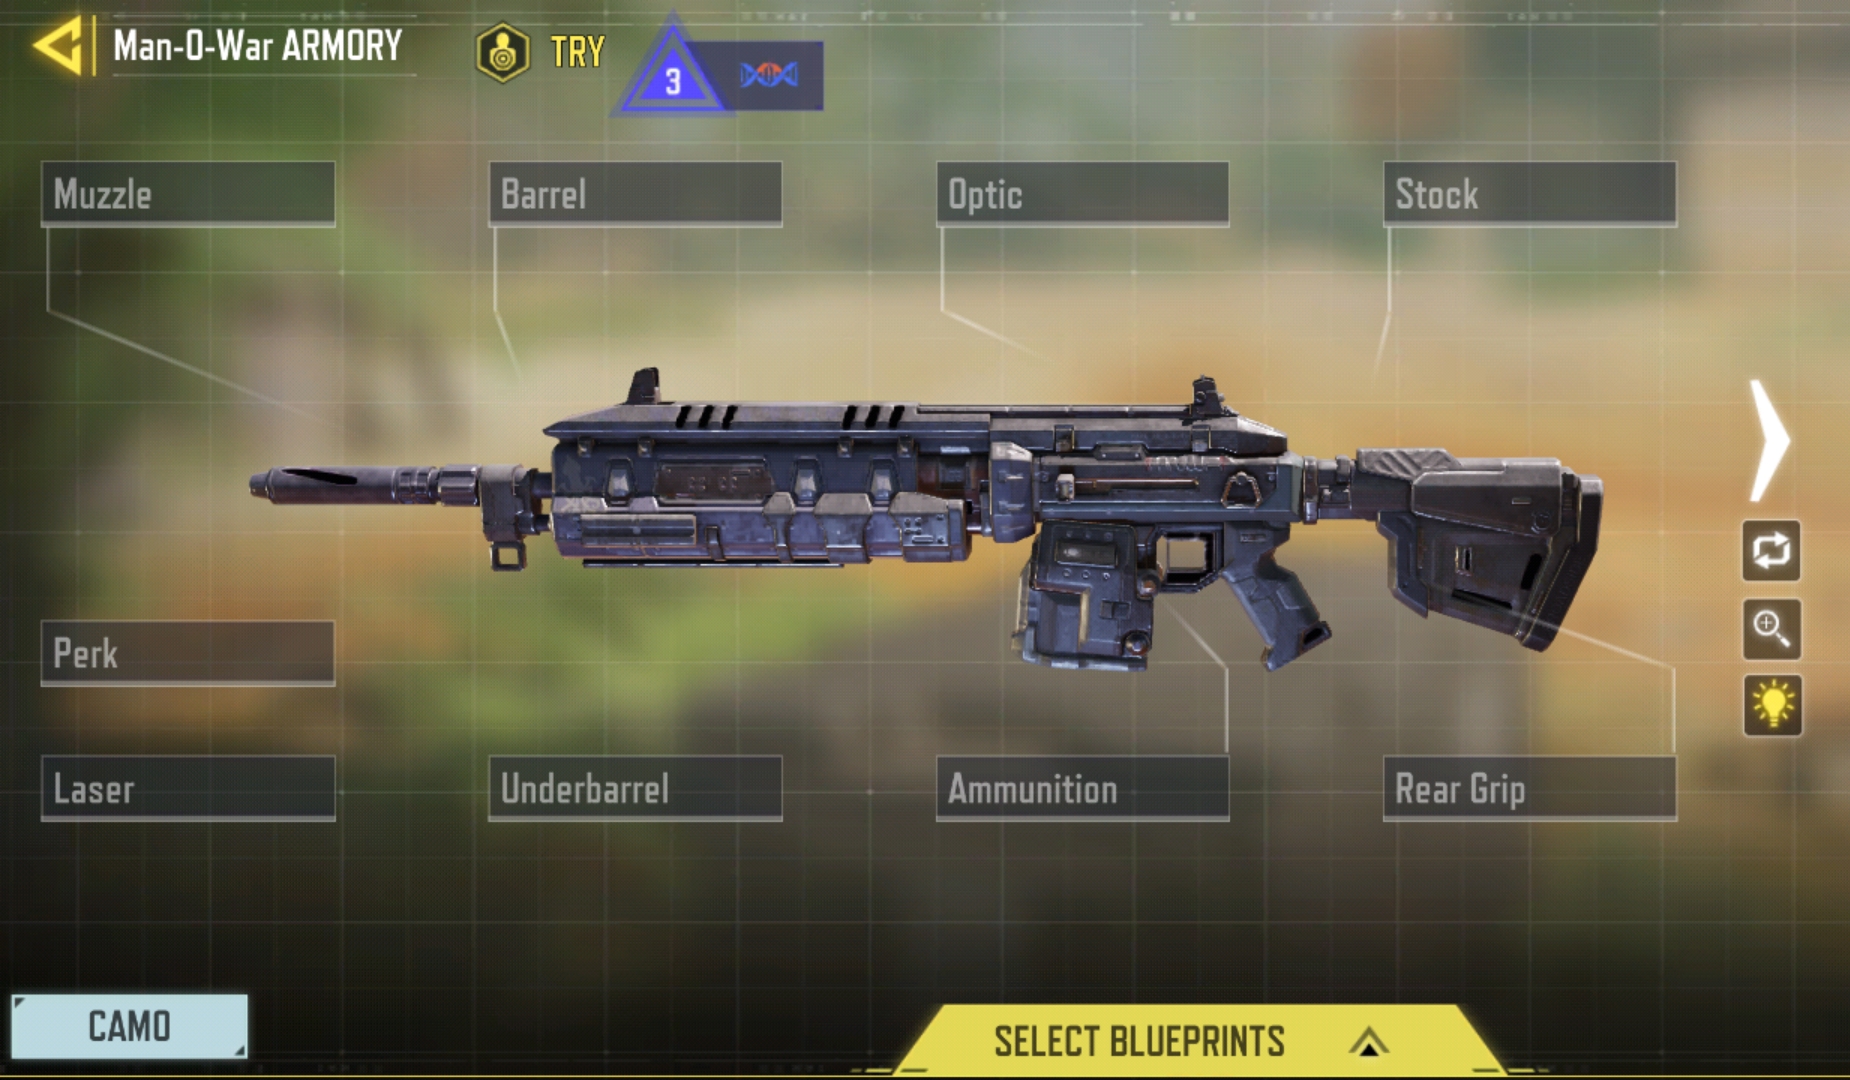 Man-O-War ARMORY
TRY
3
Muzzle
Barrel
Optic
Stock
Perk
Laser
Underbarrel
Ammunition
Rear Grip
CAMO
SELECT BLUEPRINTS